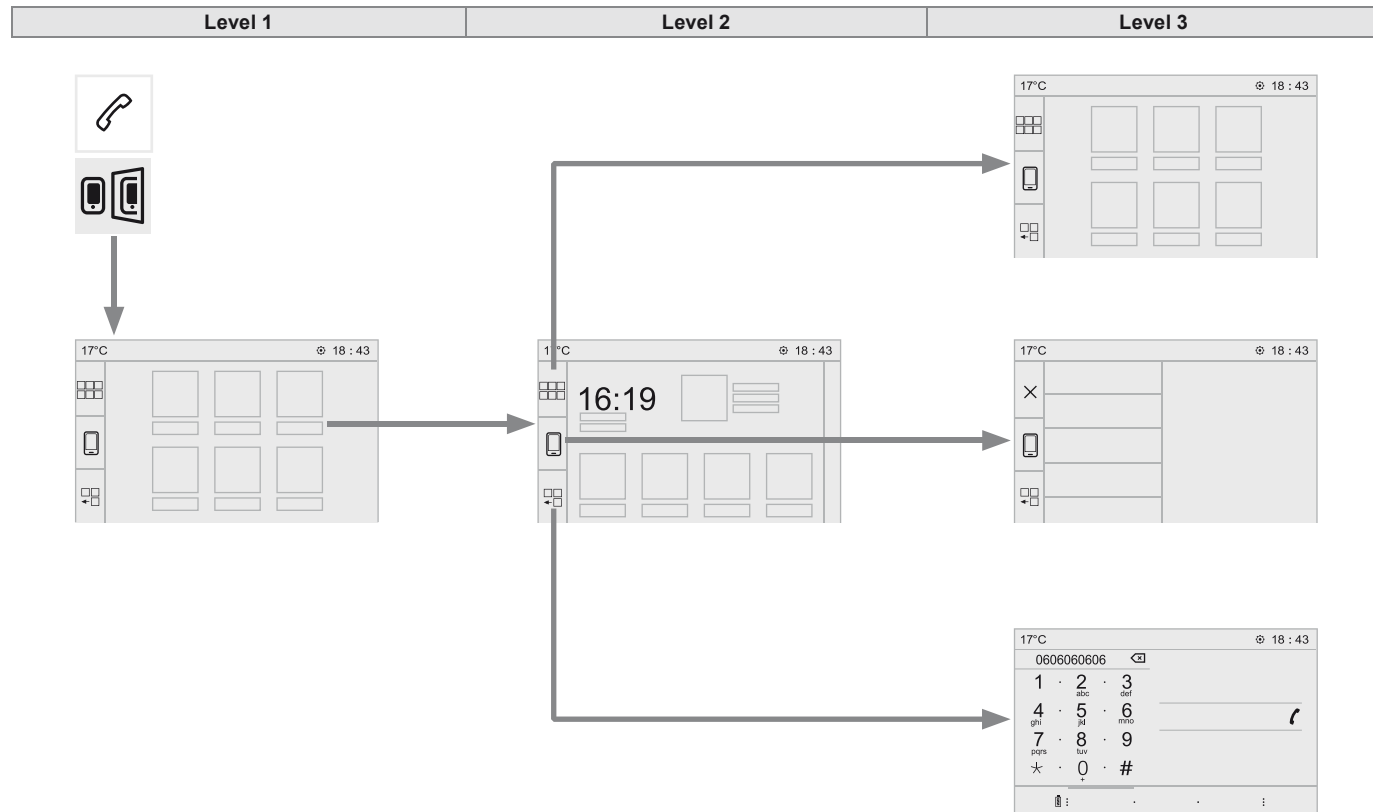 Level 1 Level 2 Level 3
17°C 18 : 43
17°C 18 : 43
17°C 18 : 43
16:19
17°C 18 : 43
17°C 18 : 43
0606060606
1 · 2 · 3
abc def
4 · 5 · 6
ghi jkl mno
7 · 8 · 9
pqrs tuv
* · 0 · #
+